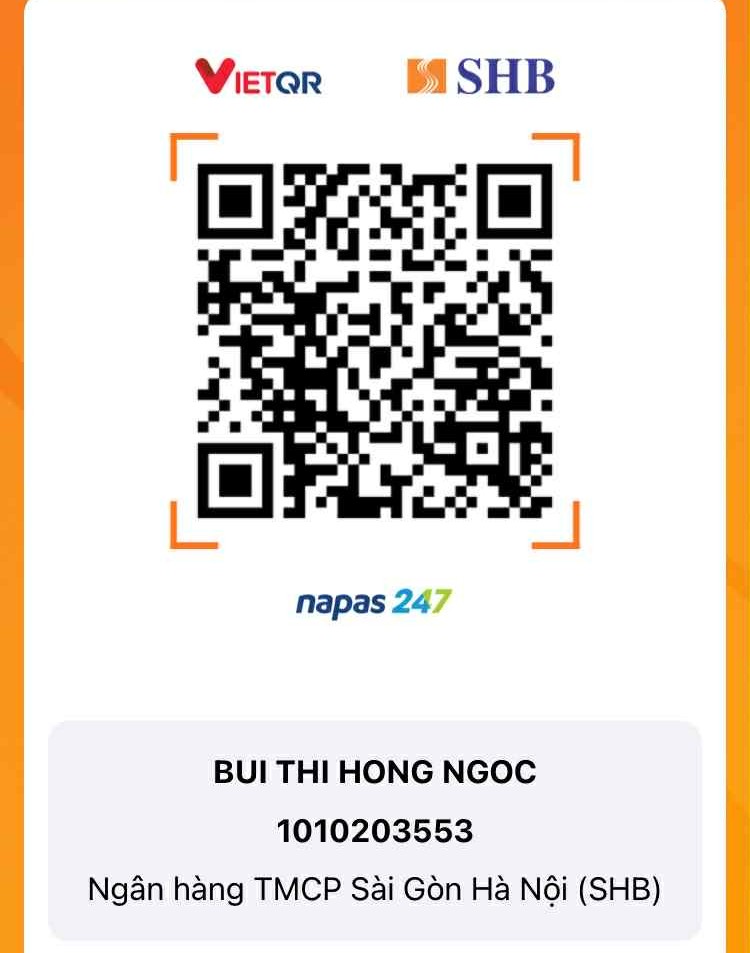 VIETQR SHB
napas 247
BUI THI HONG NGOC
1010203553
Ngân hàng TMCP Sài Gòn Hà Nội (SHB)